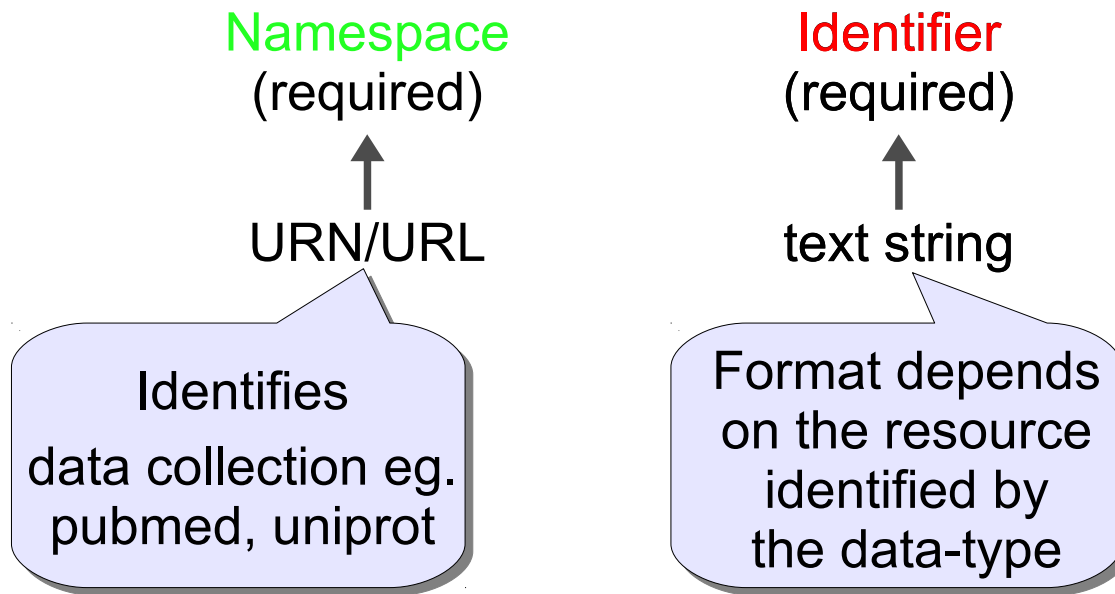 Namespace
(required)
URN/URL
Identifies
data collection eg.
pubmed, uniprot
Identifier
(required)
text string
Format depends
on the resource
identified by
the data-type